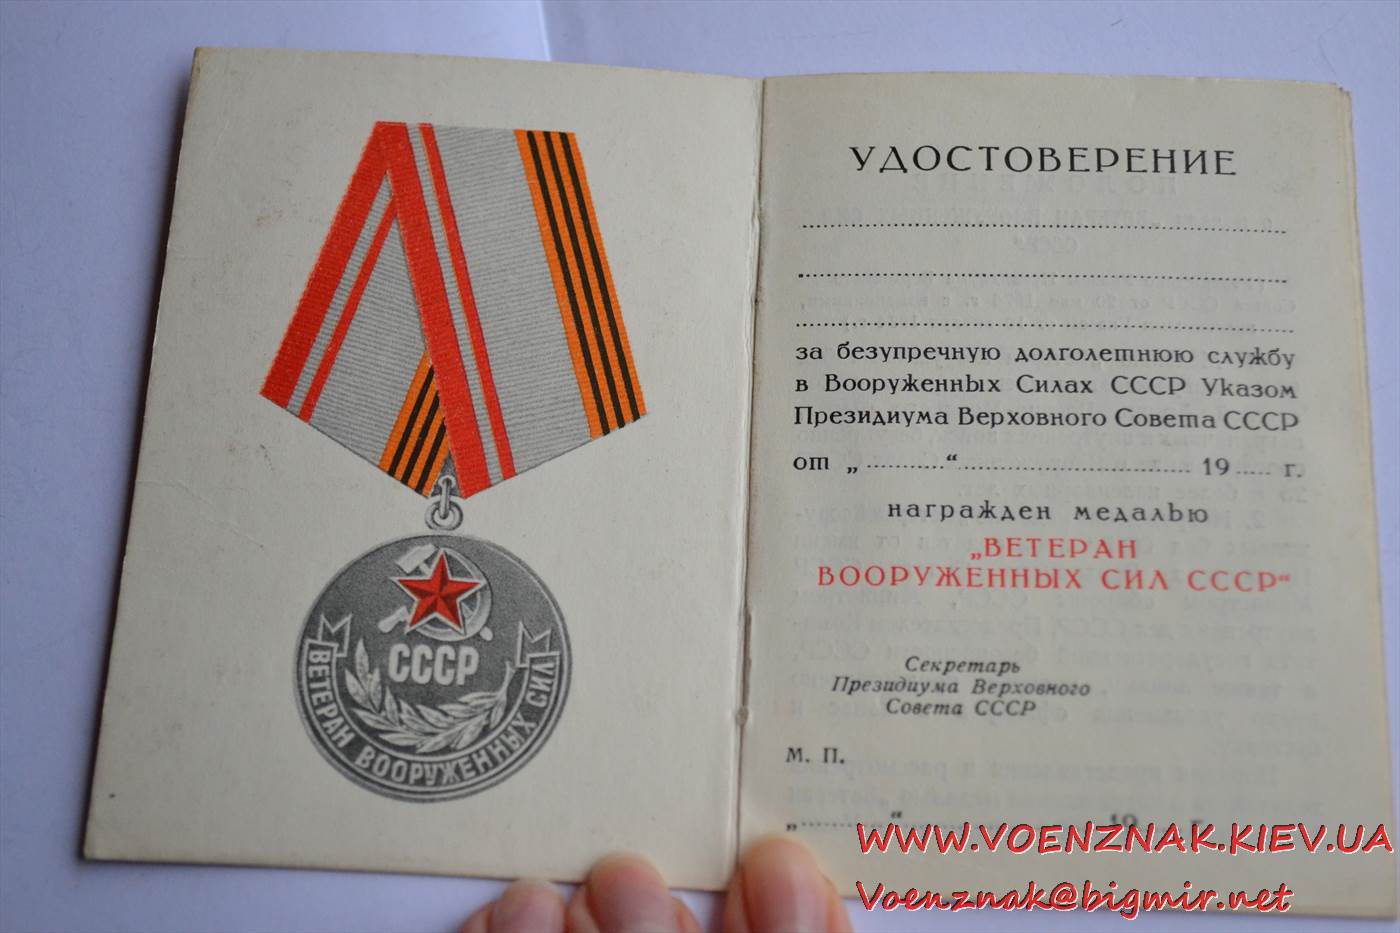 СССР
ВЕТЕРАН ВООРУЖЕННЫХ СИЛ
УДОСТОВЕРЕНИЕ
за безупречную долголетнюю службу
в Вооруженных Силах СССР Указом
Президиума Верховного Совета СССР
от „ ............“ .................................... 19 ...... г.
награжден медалью
„ВЕТЕРАН
ВООРУЖЕННЫХ СИЛ СССР“
Секретарь
Президиума Верховного
Совета СССР
М. П.
„ ...............“ 19 г.
WWW.VOENZNAK.KIEV.UA
Voenznak@bigmir.net